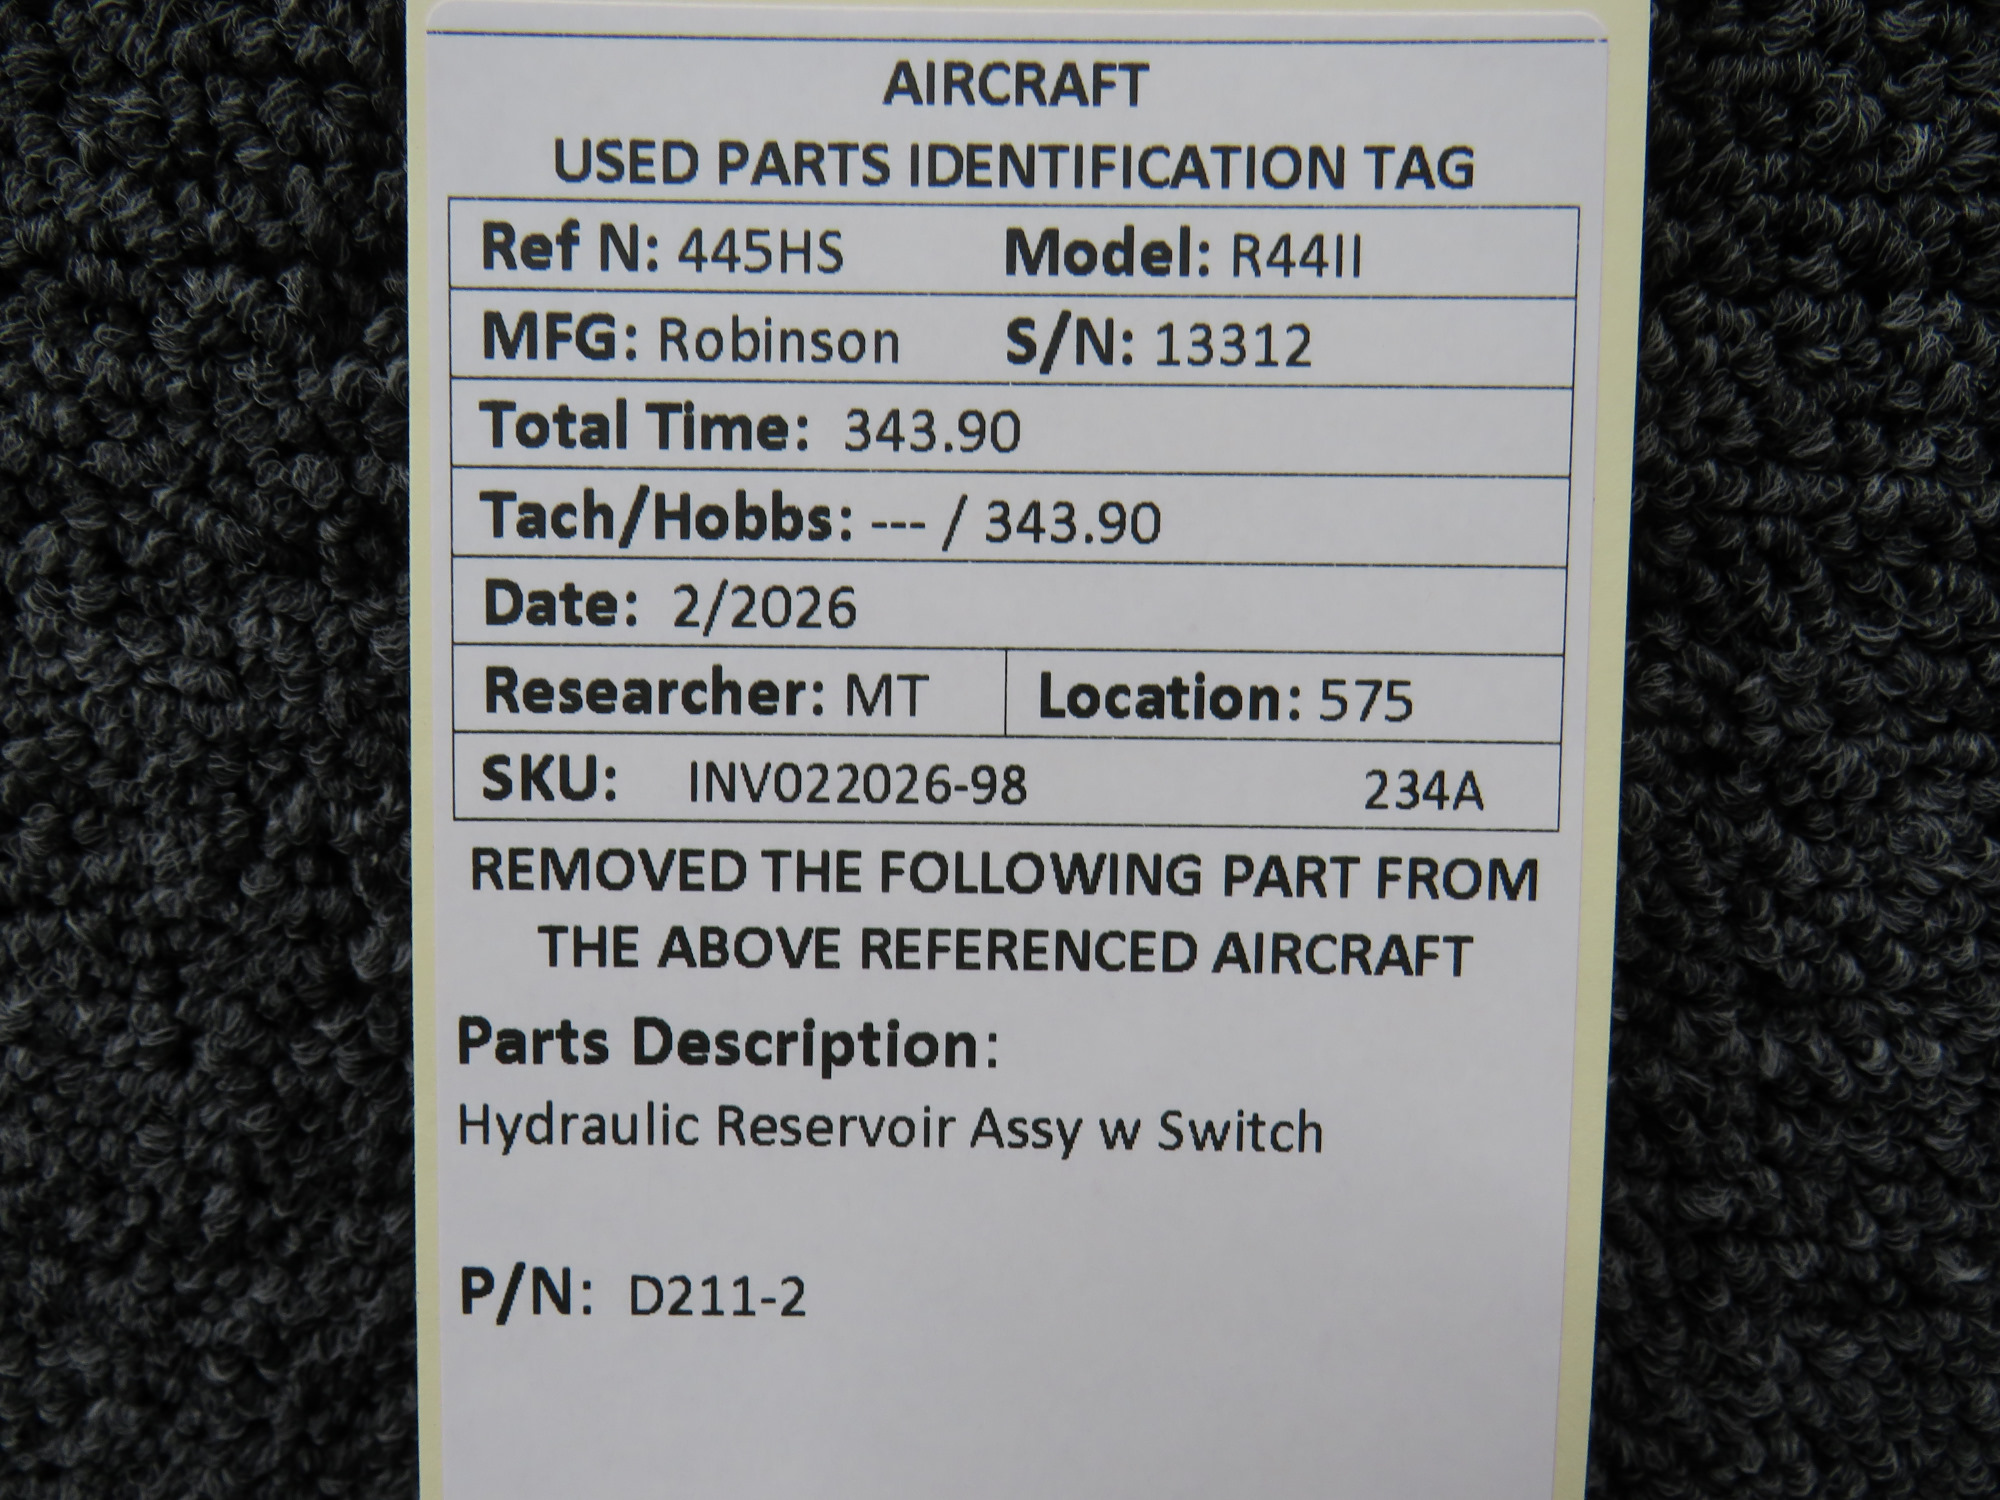 AIRCRAFT
USED PARTS IDENTIFICATION TAG
Ref N: 445HS Model: R44II
MFG: Robinson S/N: 13312
Total Time: 343.90
Tach/Hobbs: --- / 343.90
Date: 2/2026
Researcher: MT Location: 575
SKU: INV022026-98 234A
REMOVED THE FOLLOWING PART FROM
THE ABOVE REFERENCED AIRCRAFT
Parts Description:
Hydraulic Reservoir Assy w Switch
P/N: D211-2